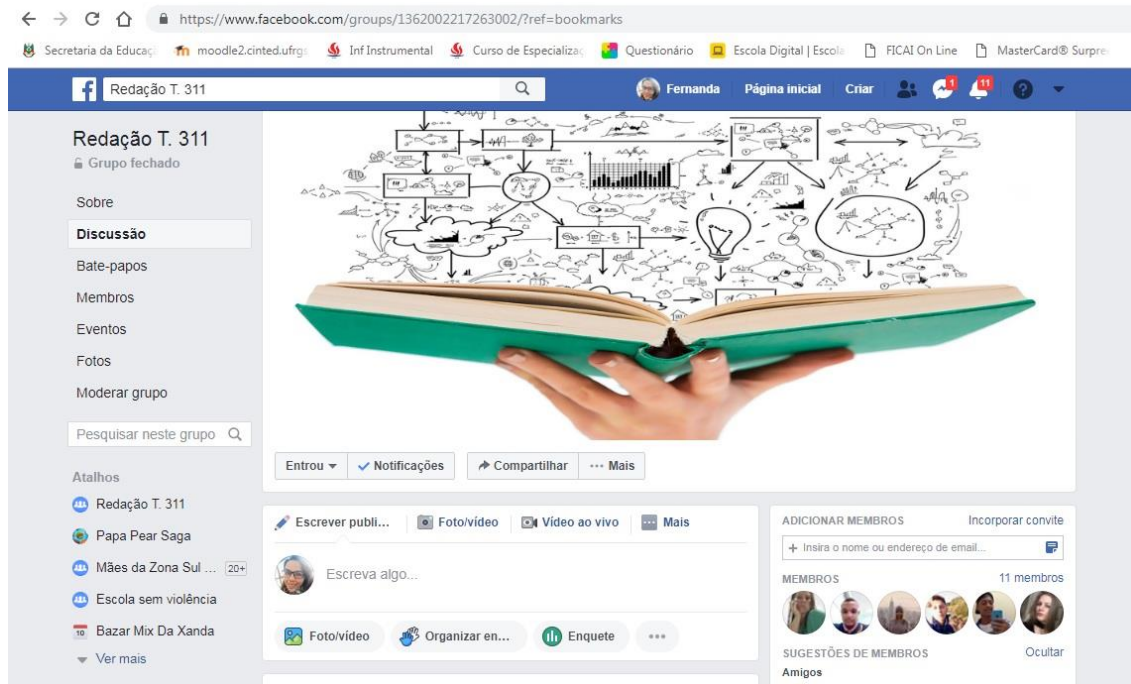 https://www.facebook.com/groups/1362002217263002/?ref=bookmarks
Secretaria da Educaçã moodle2.cinted.ufrgs Inf Instrumental Curso de Especializaç Questionário Escola Digital | Escola FICAI On Line MasterCard® Surpre
Redação T. 311 Fernanda Página inicial Criar 1 11
Redação T. 311
Grupo fechado
Sobre
Discussão
Bate-papos
Membros
Eventos
Fotos
Moderar grupo
Pesquisar neste grupo
Atalhos
Redação T. 311
Papa Pear Saga
Mães da Zona Sul ... 20+
Escola sem violência
Bazar Mix Da Xanda
Ver mais
Entrou Notificações Compartilhar ··· Mais
Escrever publi... Foto/vídeo Vídeo ao vivo Mais
Escreva algo...
Foto/vídeo Organizar en... Enquete
ADICIONAR MEMBROS Incorporar convite
+ Insira o nome ou endereço de email...
MEMBROS 11 membros
SUGESTÕES DE MEMBROS Ocultar
Amigos